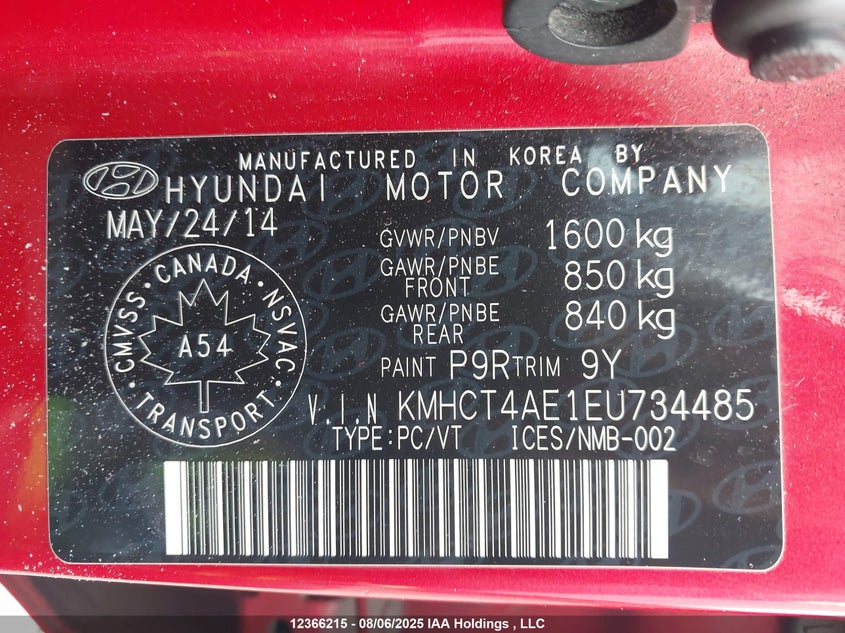 MANUFACTURED IN KOREA BY
HYUNDAI MOTOR COMPANY
MAY/24/14
GVWR/PNBV 1600 kg
GAWR/PNBE FRONT 850 kg
GAWR/PNBE REAR 840 kg
CANADA · NSVAC · TRANSPORT · CMVSS ·
A54
PAINT P9R TRIM 9Y
V.I.N KMHCT4AE1EU734485
TYPE:PC/VT ICES/NMB-002
12366215 - 08/06/2025 IAA Holdings , LLC